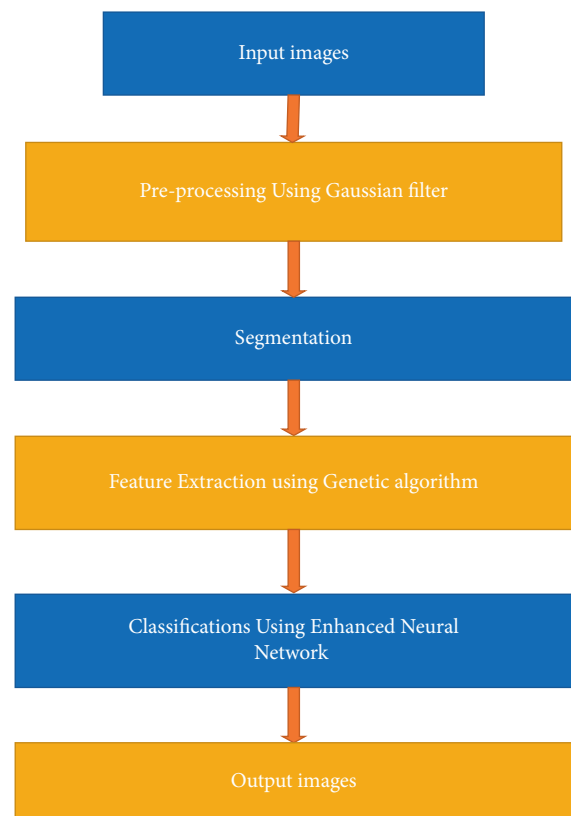 Input images
Pre-processing Using Gaussian filter
Segmentation
Feature Extraction using Genetic algorithm
Classifications Using Enhanced Neural
Network
Output images